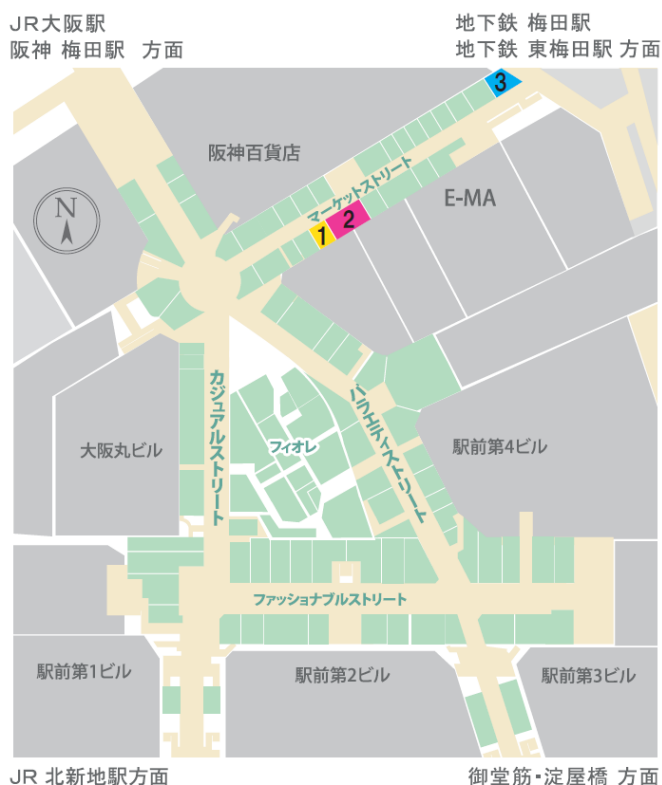 JR大阪駅
阪神 梅田駅 方面
地下鉄 梅田駅
地下鉄 東梅田駅 方面
3
阪神百貨店
マーケットストリート
E-MA
N
1
2
カジュアルストリート
バラエティストリート
大阪丸ビル
フィオレ
駅前第4ビル
ファッショナブルストリート
駅前第1ビル
駅前第2ビル
駅前第3ビル
JR 北新地駅方面
御堂筋・淀屋橋 方面